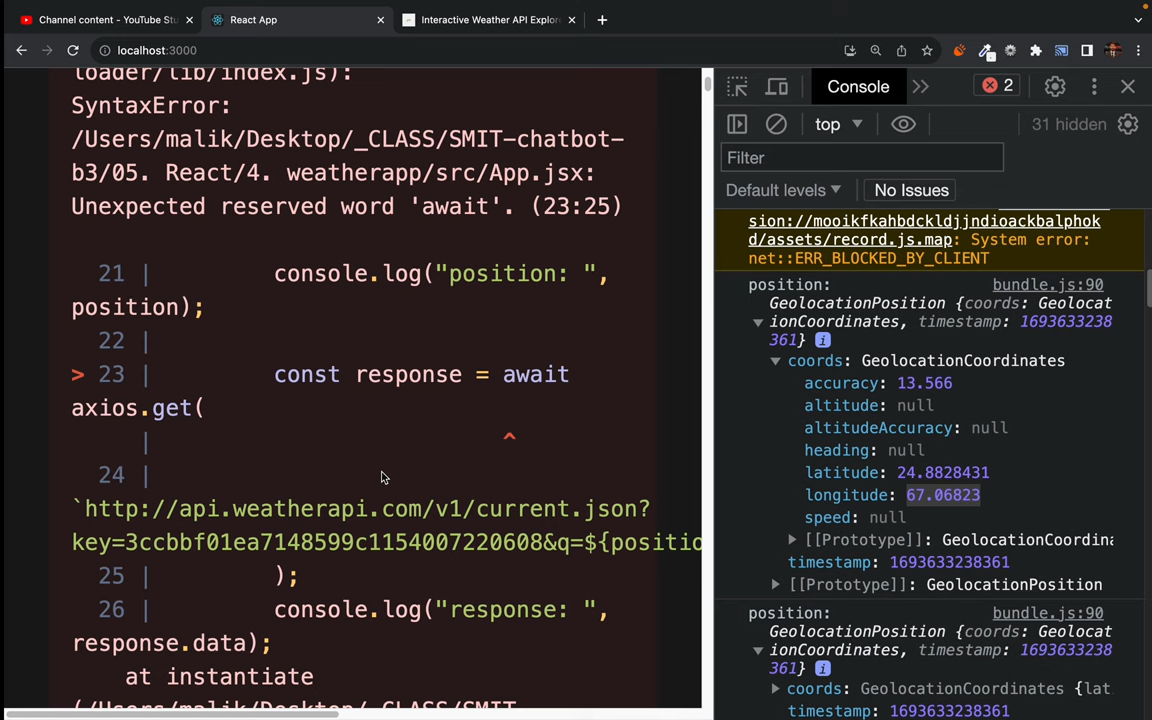 Channel content - YouTube Stu
React App
Interactive Weather API Explor
localhost:3000
loader/lib/index.js):
SyntaxError:
/Users/malik/Desktop/_CLASS/SMIT-chatbot-
b3/05. React/4. weatherapp/src/App.jsx:
Unexpected reserved word 'await'. (23:25)
21 | console.log("position: ",
position);
22 |
> 23 | const response = await
axios.get(
| ^
24 |
`http://api.weatherapi.com/v1/current.json?
key=3ccbbf01ea7148599c1154007220608&q=${positio
25 | );
26 | console.log("response: ",
response.data);
at instantiate
(/Users/malik/Desktop/_CLASS/SMIT-
Console
2
top
31 hidden
Filter
Default levels
No Issues
sion://mooikfkahbdckldjjndioackbalphok
d/assets/record.js.map: System error:
net::ERR_BLOCKED_BY_CLIENT
position: bundle.js:90
GeolocationPosition {coords: Geolocat
ionCoordinates, timestamp: 1693633238
361}
coords: GeolocationCoordinates
accuracy: 13.566
altitude: null
altitudeAccuracy: null
heading: null
latitude: 24.8828431
longitude: 67.06823
speed: null
[[Prototype]]: GeolocationCoordina
timestamp: 1693633238361
[[Prototype]]: GeolocationPosition
position: bundle.js:90
GeolocationPosition {coords: Geolocat
ionCoordinates, timestamp: 1693633238
361}
coords: GeolocationCoordinates {lat
timestamp: 1693633238361